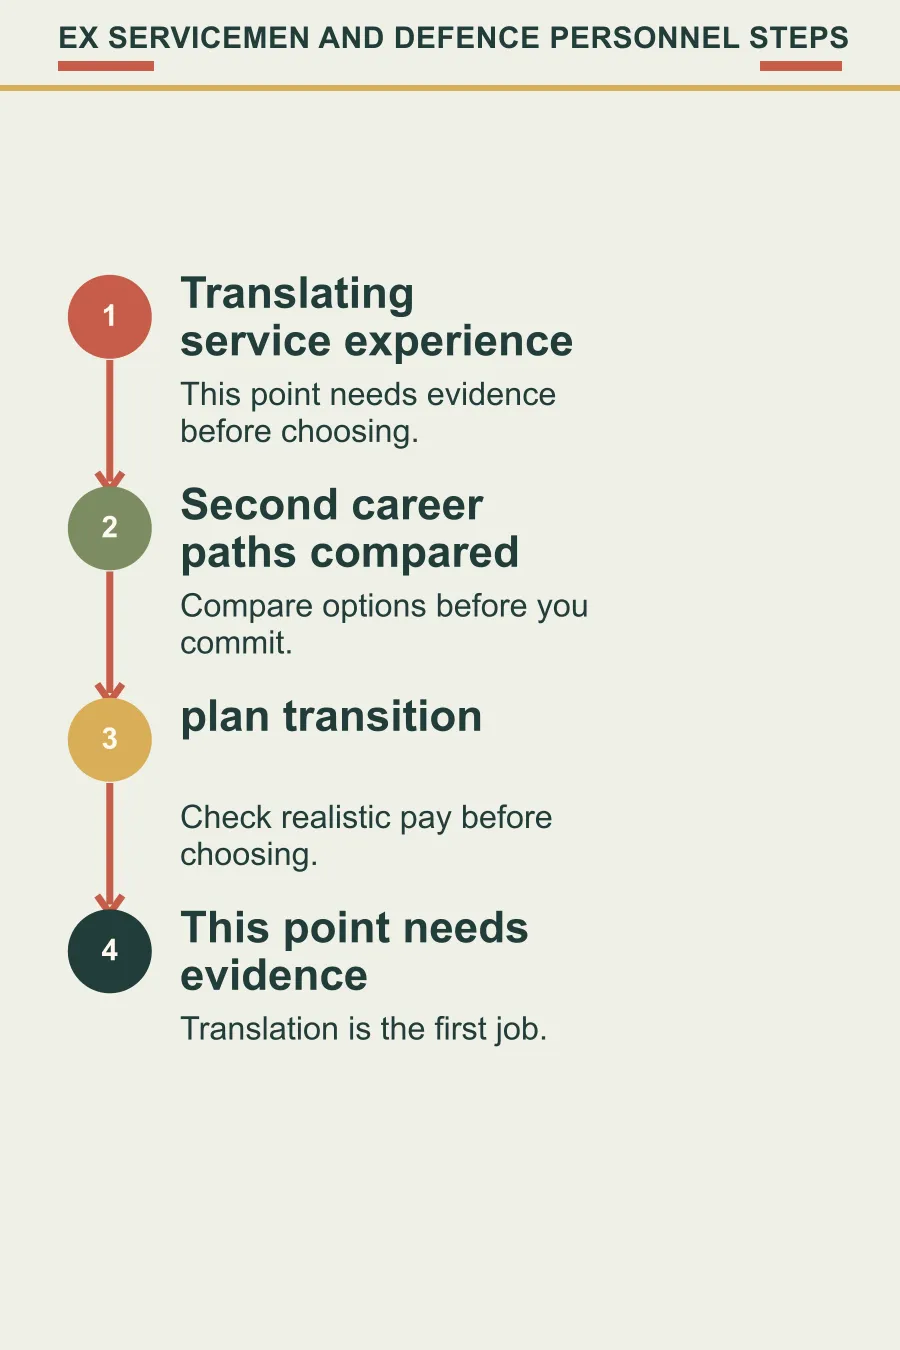 EX SERVICEMEN AND DEFENCE PERSONNEL STEPS
1
Translating
service experience
This point needs evidence
before choosing.
2
Second career
paths compared
Compare options before you
commit.
3
plan transition
Check realistic pay before
choosing.
4
This point needs
evidence
Translation is the first job.